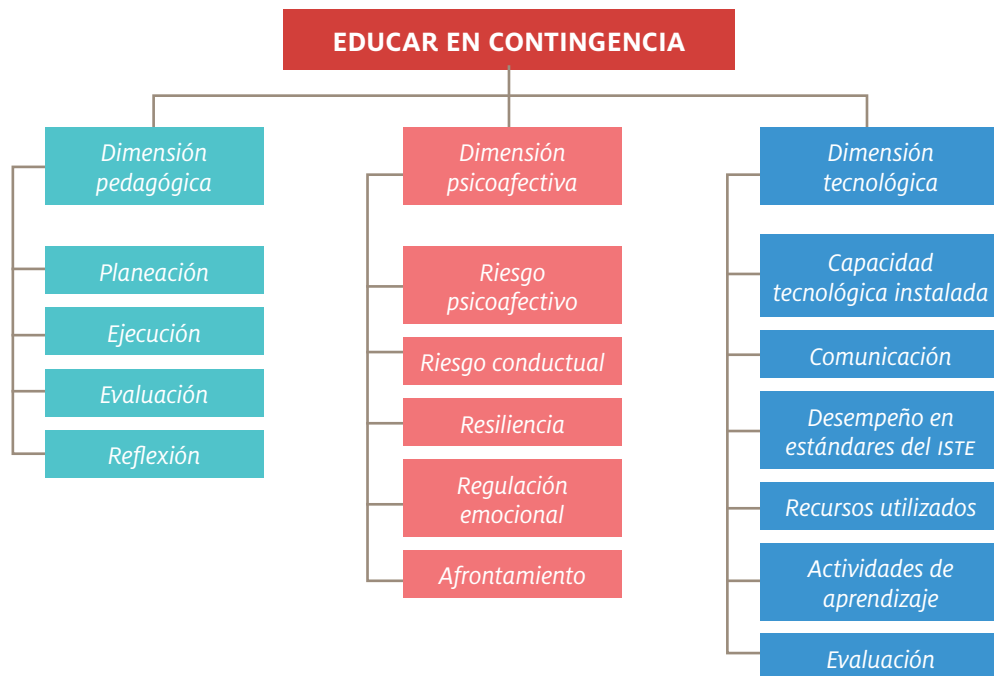 EDUCAR EN CONTINGENCIA
Dimensión
pedagógica
Planeación
Ejecución
Evaluación
Reflexión
Dimensión
psicoafectiva
Riesgo
psicoafectivo
Riesgo conductual
Resiliencia
Regulación
emocional
Afrontamiento
Dimensión
tecnológica
Capacidad
tecnológica instalada
Comunicación
Desempeño en
estándares del ISTE
Recursos utilizados
Actividades de
aprendizaje
Evaluación